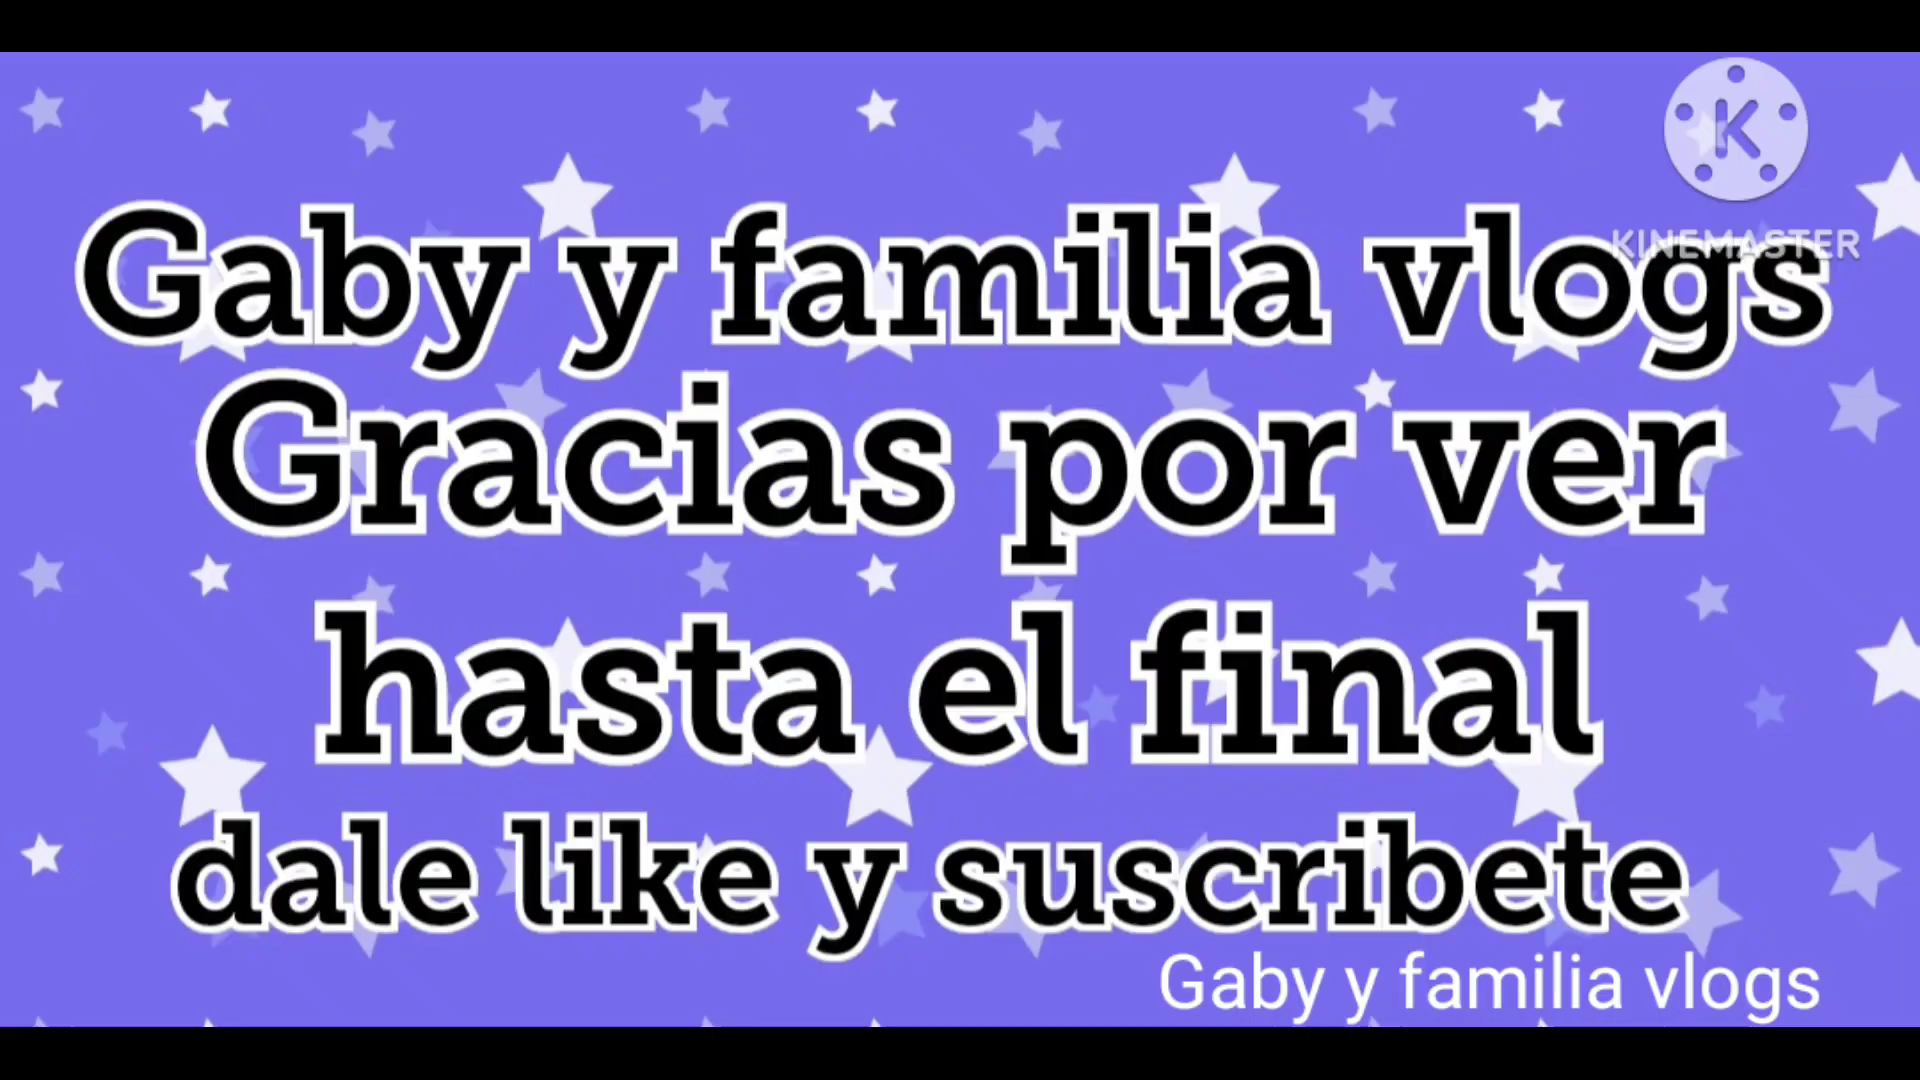 K
KINEMASTER
Gaby y familia vlogs
Gracias por ver
hasta el final
dale like y suscribete
Gaby y familia vlogs